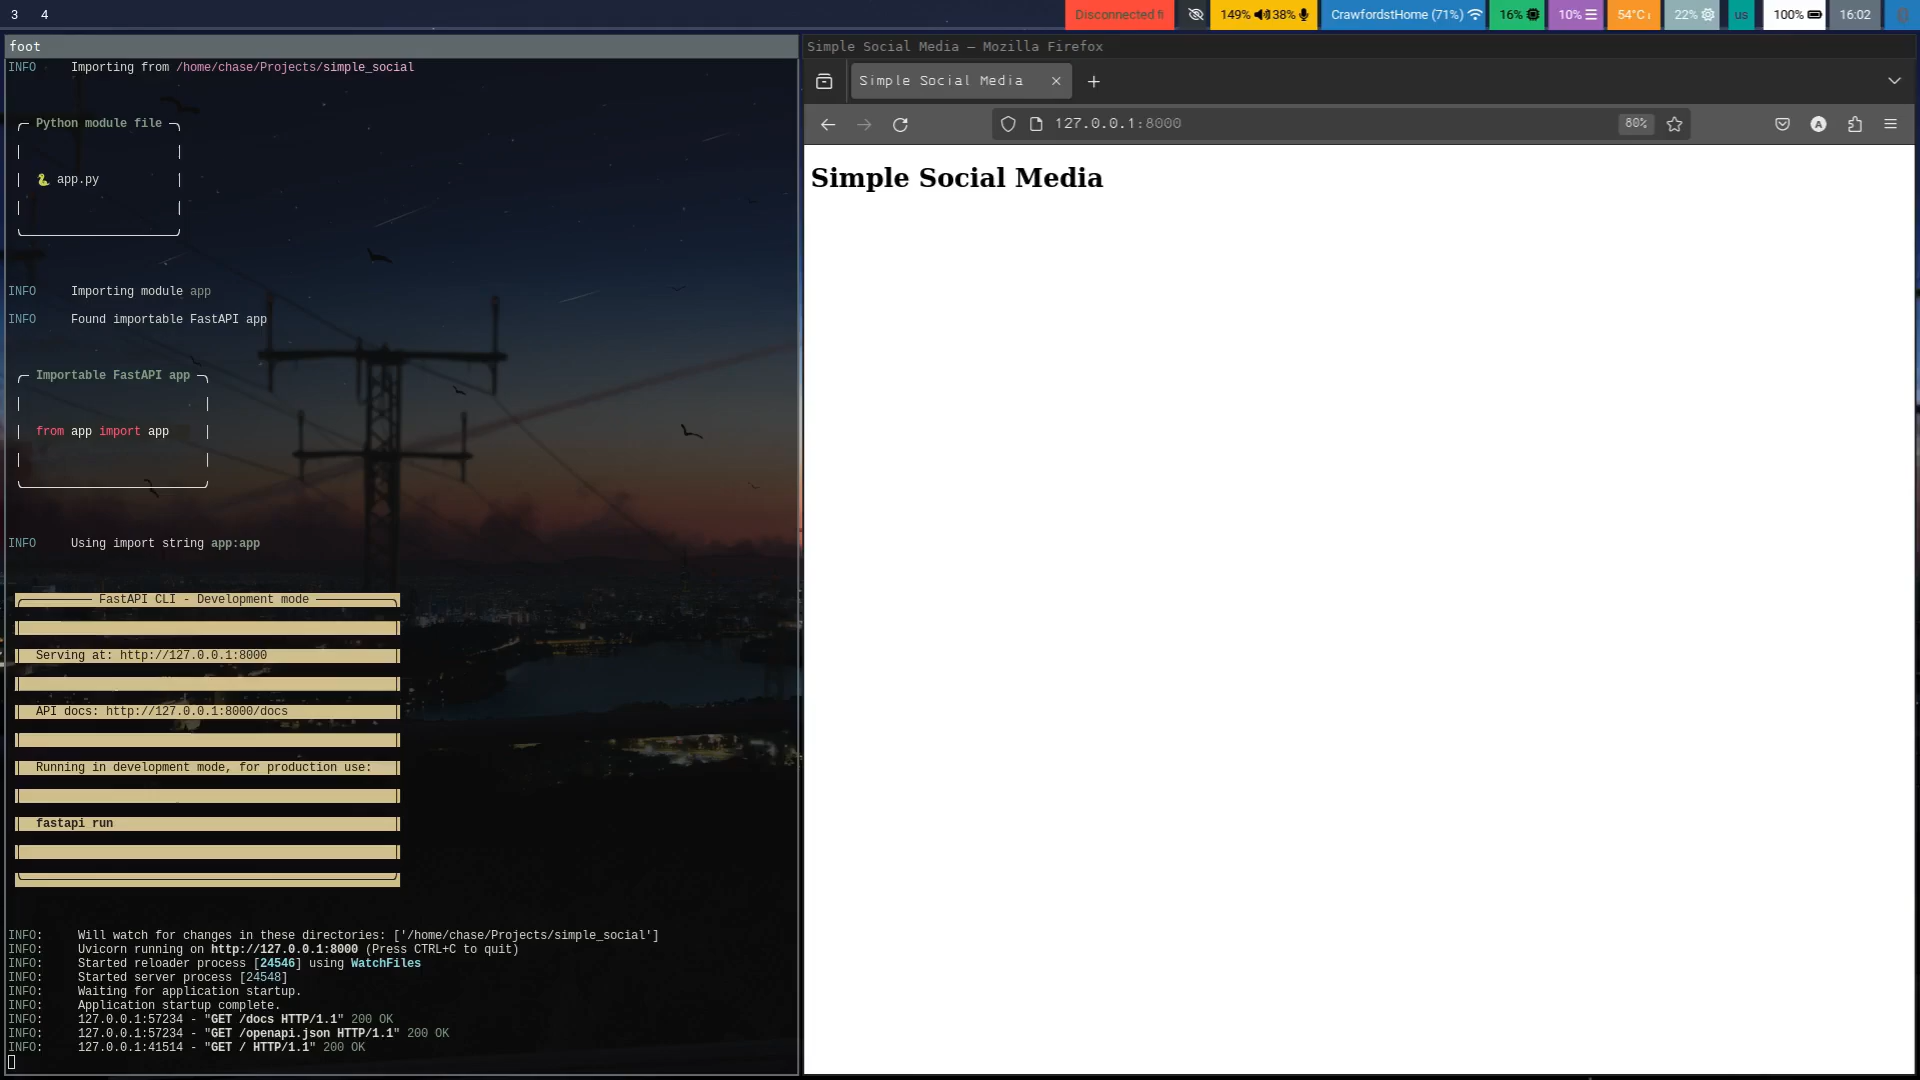 3 4
Disconnected
149% 38%
CrawfordstHome (71%)
16%
10%
54°C
22%
us
100%
16:02
foot
INFO Importing from /home/chase/Projects/simple_social
Python module file
app.py
INFO Importing module app
INFO Found importable FastAPI app
Importable FastAPI app
from app import app
INFO Using import string app:app
FastAPI CLI - Development mode
Serving at: http://127.0.0.1:8000
API docs: http://127.0.0.1:8000/docs
Running in development mode, for production use:
fastapi run
INFO: Will watch for changes in these directories: ['/home/chase/Projects/simple_social']
INFO: Uvicorn running on http://127.0.0.1:8000 (Press CTRL+C to quit)
INFO: Started reloader process [24546] using WatchFiles
INFO: Started server process [24548]
INFO: Waiting for application startup.
INFO: Application startup complete.
INFO: 127.0.0.1:57234 - "GET /docs HTTP/1.1" 200 OK
INFO: 127.0.0.1:57234 - "GET /openapi.json HTTP/1.1" 200 OK
INFO: 127.0.0.1:41514 - "GET / HTTP/1.1" 200 OK
Simple Social Media — Mozilla Firefox
Simple Social Media
127.0.0.1:8000
80%
A
Simple Social Media